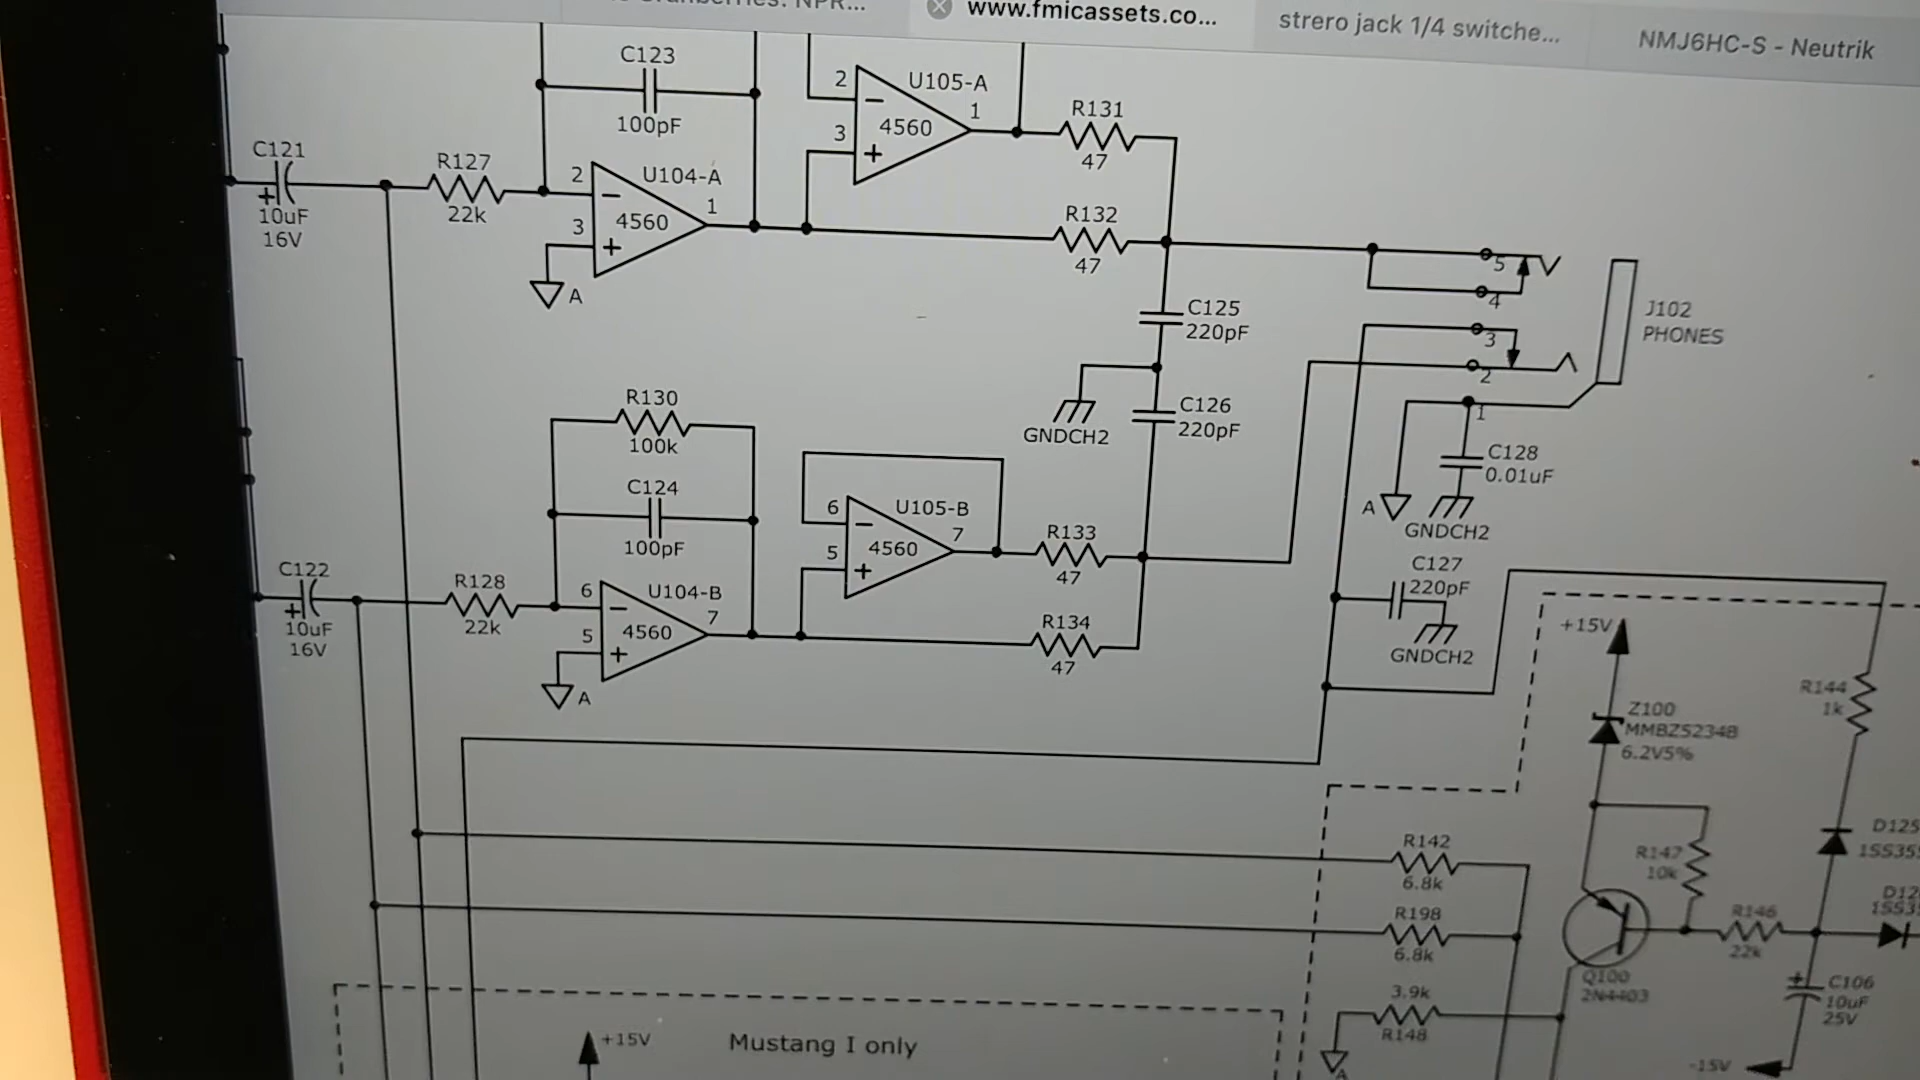 www.fmicassets.co...
strero jack 1/4 switche...
NMJ6HC-S - Neutrik
C123
100pF
2
3
U105-A
4560
1
R131
47
C121
10uF
16V
R127
22k
2
3
U104-A
4560
1
R132
47
5
4
3
2
1
J102
PHONES
C125
220pF
GNDCH2
C126
220pF
C128
0.01uF
A
GNDCH2
A
R130
100k
C124
100pF
6
5
U105-B
4560
7
R133
47
C127
220pF
GNDCH2
C122
10uF
16V
R128
22k
6
5
U104-B
4560
7
R134
47
A
+15V
Z100
MMBZ5234B
6.2V5%
R144
1k
R142
6.8k
R198
6.8k
3.9k
R148
A
R147
10k
R146
22k
Q100
2N4403
D125
C106
10uF
25V
-15V
+15V
Mustang I only